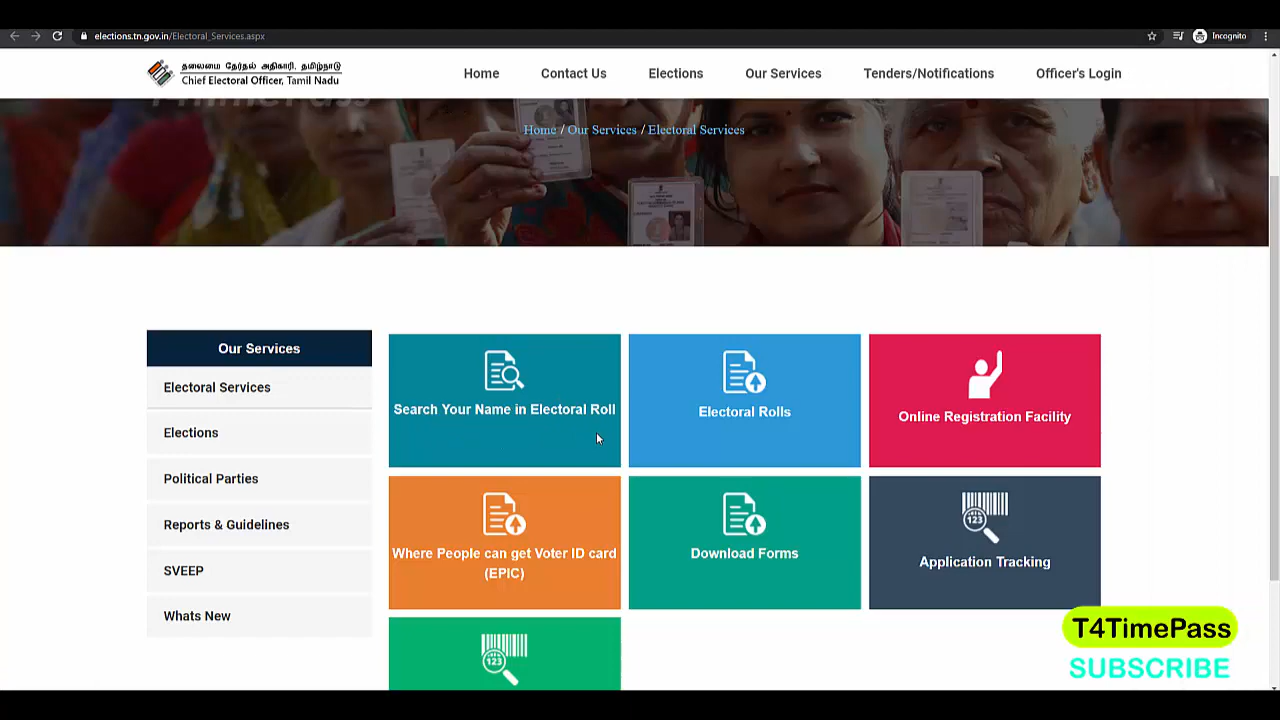 elections.tn.gov.in/Electoral_Services.aspx
Incognito
தலைமை தேர்தல் அதிகாரி, தமிழ்நாடு
Chief Electoral Officer, Tamil Nadu
Home
Contact Us
Elections
Our Services
Tenders/Notifications
Officer's Login
T4TimePass
Home / Our Services / Electoral Services
Our Services
Electoral Services
Elections
Political Parties
Reports & Guidelines
SVEEP
Whats New
Search Your Name in Electoral Roll
Electoral Rolls
Online Registration Facility
Where People can get Voter ID card
(EPIC)
Download Forms
123
Application Tracking
123
T4TimePass
SUBSCRIBE